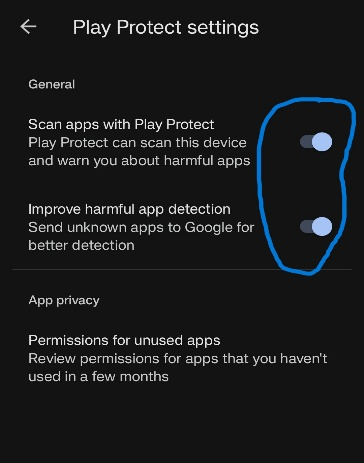 Play Protect settings
General
Scan apps with Play Protect
Play Protect can scan this device
and warn you about harmful apps
Improve harmful app detection
Send unknown apps to Google for
better detection
App privacy
Permissions for unused apps
Review permissions for apps that you haven't
used in a few months